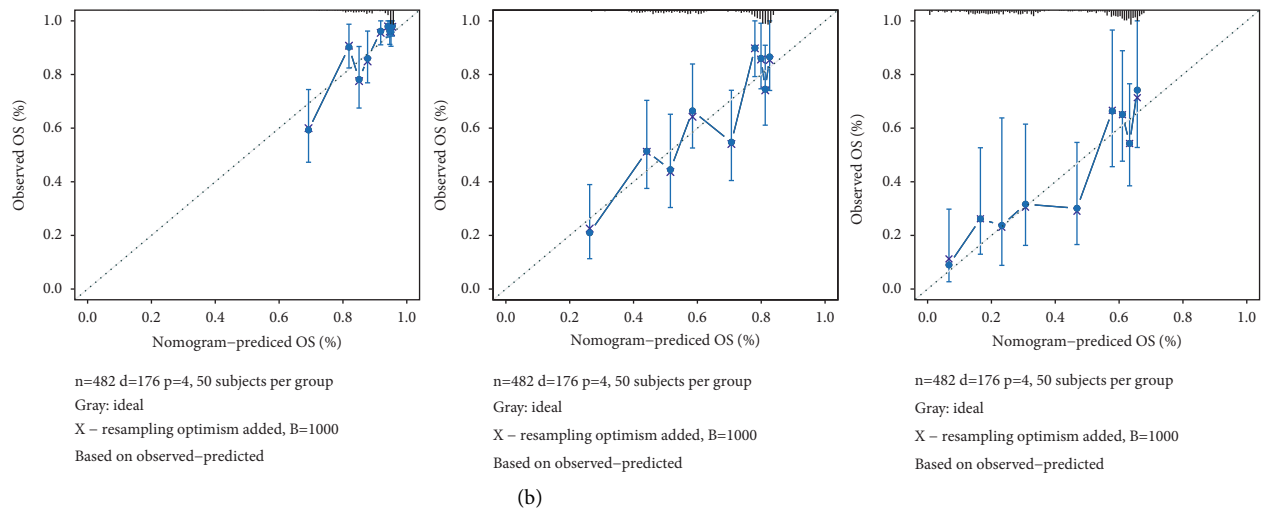 1.0
0.8
0.6
0.4
0.2
0.0
Observed OS (%)
0.0 0.2 0.4 0.6 0.8 1.0
Nomogram−prediced OS (%)
n=482 d=176 p=4, 50 subjects per group
Gray: ideal
X − resampling optimism added, B=1000
Based on observed−predicted
1.0
0.8
0.6
0.4
0.2
0.0
Observed OS (%)
0.0 0.2 0.4 0.6 0.8 1.0
Nomogram−prediced OS (%)
n=482 d=176 p=4, 50 subjects per group
Gray: ideal
X − resampling optimism added, B=1000
Based on observed−predicted
1.0
0.8
0.6
0.4
0.2
0.0
Observed OS (%)
0.0 0.2 0.4 0.6 0.8 1.0
Nomogram−prediced OS (%)
n=482 d=176 p=4, 50 subjects per group
Gray: ideal
X − resampling optimism added, B=1000
Based on observed−predicted
(b)